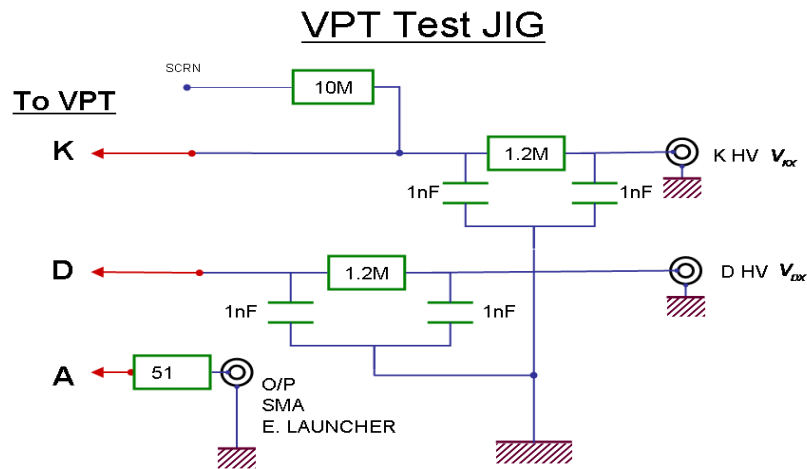 VPT Test JIG
SCRN
10M
To VPT
K
1.2M
K HV V_KX
1nF
1nF
D
1.2M
D HV V_DX
1nF
1nF
A
51
O/P
SMA
E. LAUNCHER